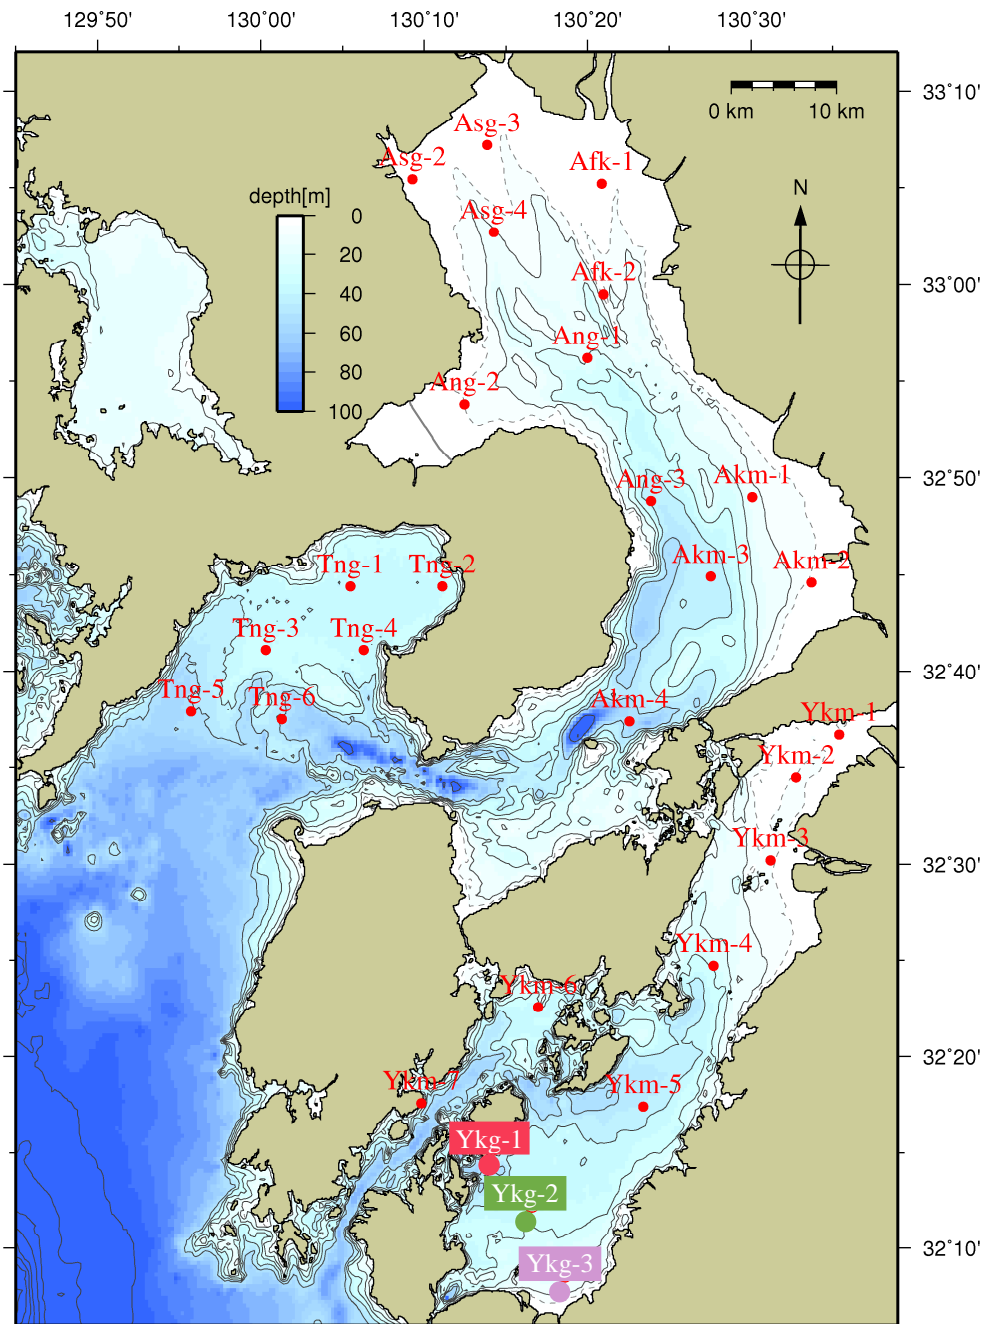 129˚50' 130˚00' 130˚10' 130˚20' 130˚30'
33˚10'
0 km 10 km
Asg-3
Asg-2
Afk-1
depth[m]
0
20
40
60
80
100
N
Asg-4
Afk-2
33˚00'
Ang-1
Ang-2
32˚50'
Ang-3
Akm-1
Akm-3
Akm-2
Tng-1
Tng-2
Tng-3
Tng-4
32˚40'
Tng-5
Tng-6
Akm-4
Ykm-1
Ykm-2
Ykm-3
32˚30'
Ykm-4
Ykm-6
32˚20'
Ykm-7
Ykm-5
Ykg-1
Ykg-2
32˚10'
Ykg-3